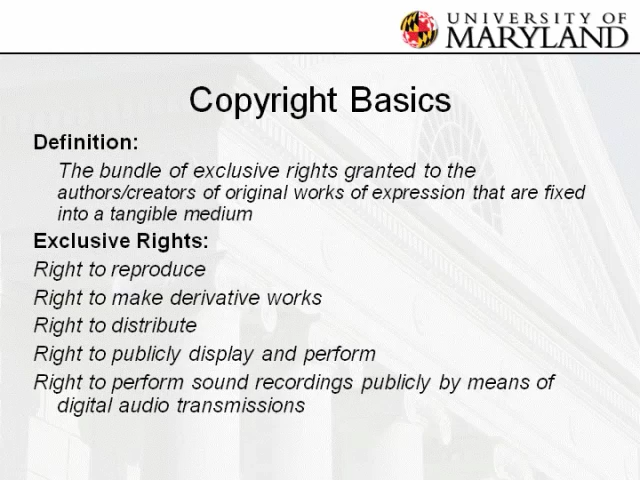 UNIVERSITY OF
MARYLAND
Copyright Basics
Definition:
The bundle of exclusive rights granted to the
authors/creators of original works of expression that are fixed
into a tangible medium
Exclusive Rights:
Right to reproduce
Right to make derivative works
Right to distribute
Right to publicly display and perform
Right to perform sound recordings publicly by means of
digital audio transmissions